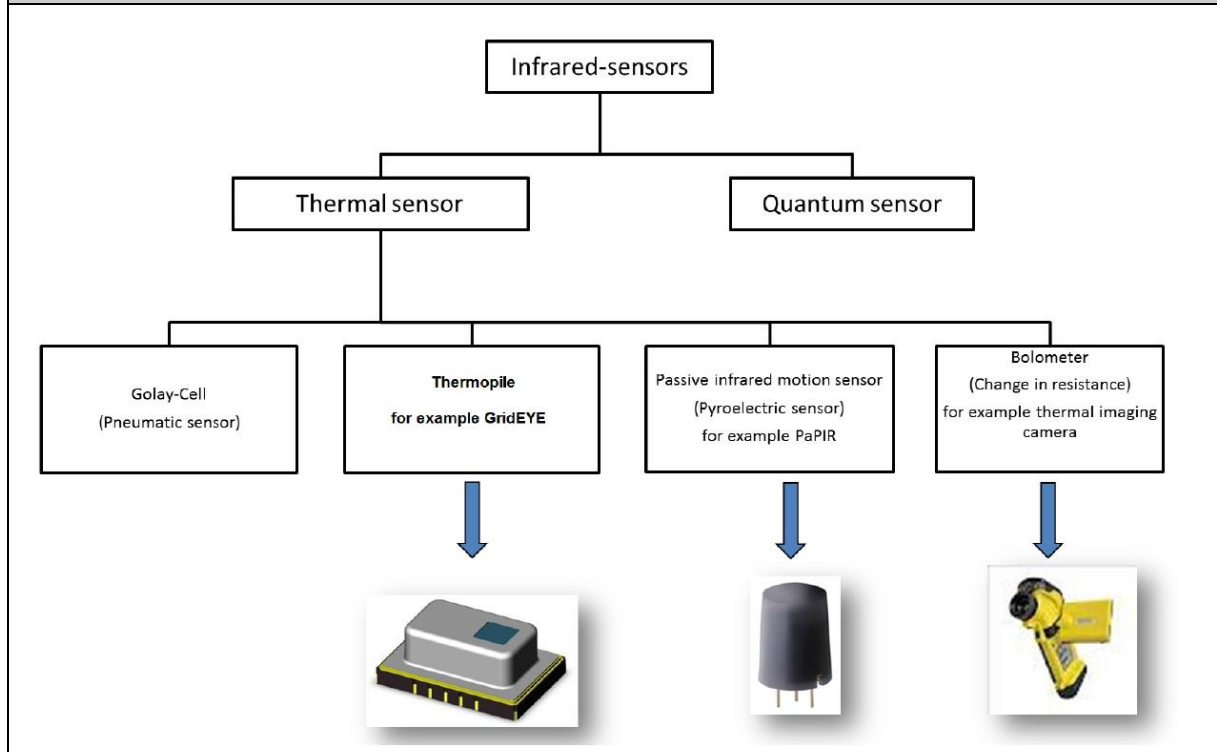 Infrared-sensors
Thermal sensor
Quantum sensor
Golay-Cell
(Pneumatic sensor)
Thermopile
for example GridEYE
Passive infrared motion sensor
(Pyroelectric sensor)
for example PaPIR
Bolometer
(Change in resistance)
for example thermal imaging
camera